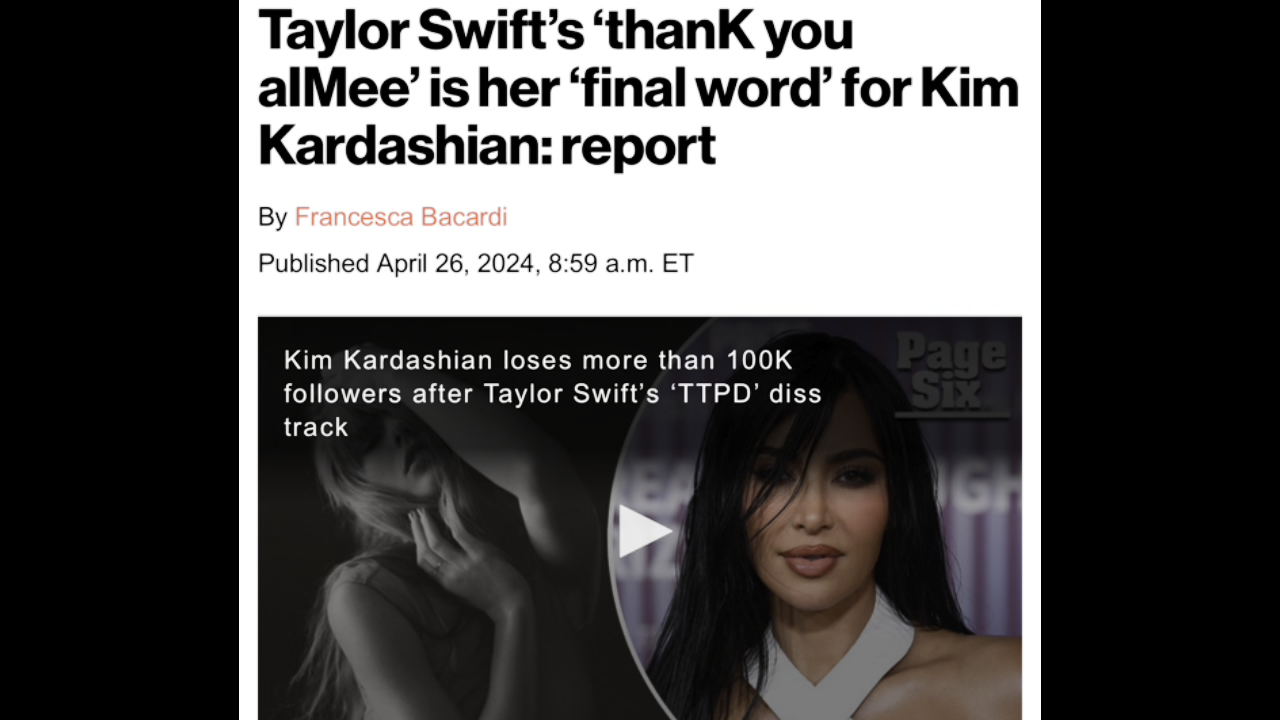 Taylor Swift’s ‘thanK you
aIMee’ is her ‘final word’ for Kim
Kardashian: report
By Francesca Bacardi
Published April 26, 2024, 8:59 a.m. ET
Kim Kardashian loses more than 100K
followers after Taylor Swift’s ‘TTPD’ diss
track
Page
Six